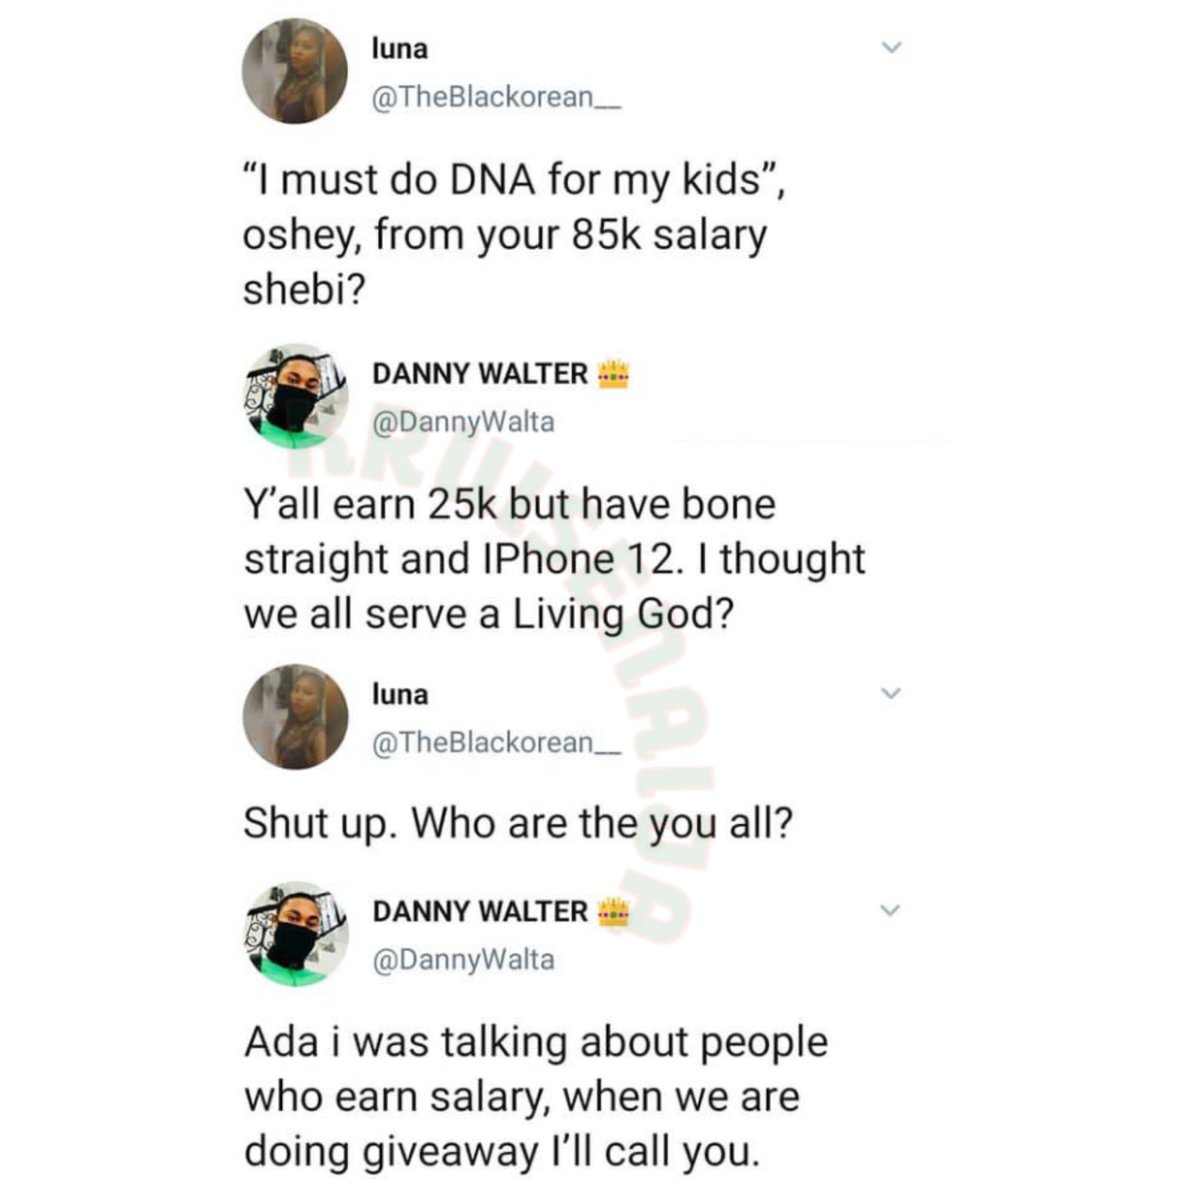 luna
@TheBlackorean__
“I must do DNA for my kids”,
oshey, from your 85k salary
shebi?
DANNY WALTER
@DannyWalta
Y’all earn 25k but have bone
straight and IPhone 12. I thought
we all serve a Living God?
luna
@TheBlackorean__
Shut up. Who are the you all?
DANNY WALTER
@DannyWalta
Ada i was talking about people
who earn salary, when we are
doing giveaway I’ll call you.
KRUISENAIJA